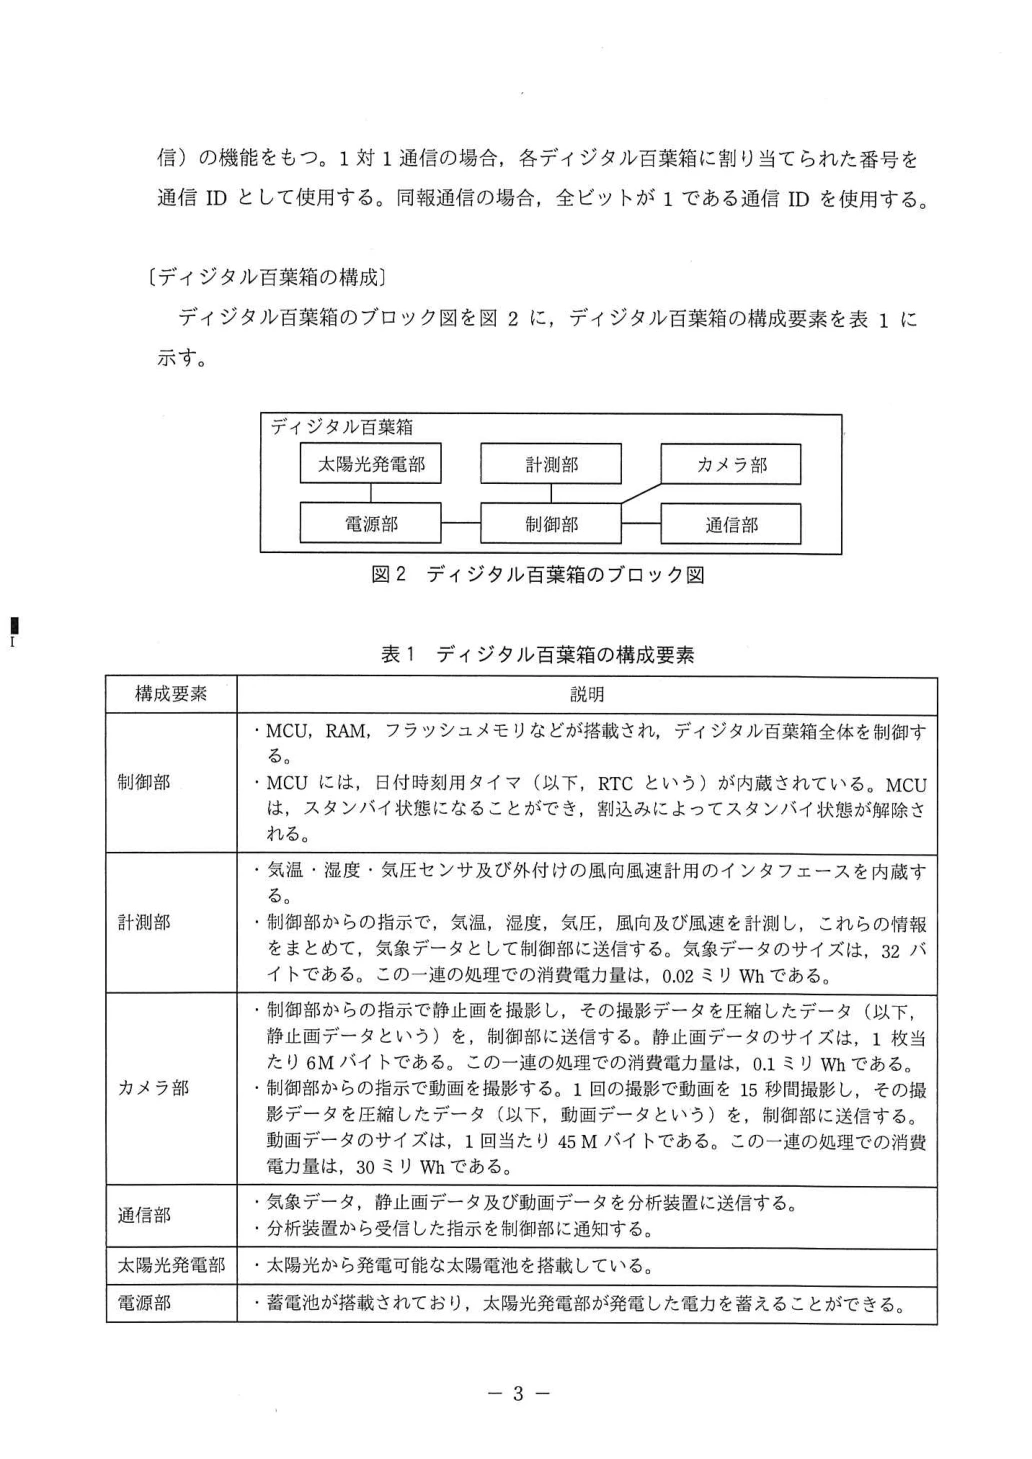 信）の機能をもつ。1 対 1 通信の場合，各ディジタル百葉箱に割り当てられた番号を
通信 ID として使用する。同報通信の場合，全ビットが 1 である通信 ID を使用する。
〔ディジタル百葉箱の構成〕
ディジタル百葉箱のブロック図を図 2 に，ディジタル百葉箱の構成要素を表 1 に
示す。
ディジタル百葉箱
太陽光発電部
計測部
カメラ部
電源部
制御部
通信部
図 2　ディジタル百葉箱のブロック図
表 1　ディジタル百葉箱の構成要素
構成要素
説明
制御部
・MCU，RAM，フラッシュメモリなどが搭載され，ディジタル百葉箱全体を制御す
る。
・MCU には，日付時刻用タイマ（以下，RTC という）が内蔵されている。MCU
は，スタンバイ状態になることができ，割込みによってスタンバイ状態が解除さ
れる。
計測部
・気温・湿度・気圧センサ及び外付けの風向風速計用のインタフェースを内蔵す
る。
・制御部からの指示で，気温，湿度，気圧，風向及び風速を計測し，これらの情報
をまとめて，気象データとして制御部に送信する。気象データのサイズは，32 バ
イトである。この一連の処理での消費電力量は，0.02 ミリ Wh である。
カメラ部
・制御部からの指示で静止画を撮影し，その撮影データを圧縮したデータ（以下，
静止画データという）を，制御部に送信する。静止画データのサイズは，1 枚当
たり 6M バイトである。この一連の処理での消費電力量は，0.1 ミリ Wh である。
・制御部からの指示で動画を撮影する。1 回の撮影で動画を 15 秒間撮影し，その撮
影データを圧縮したデータ（以下，動画データという）を，制御部に送信する。
動画データのサイズは，1 回当たり 45 M バイトである。この一連の処理での消費
電力量は，30 ミリ Wh である。
通信部
・気象データ，静止画データ及び動画データを分析装置に送信する。
・分析装置から受信した指示を制御部に通知する。
太陽光発電部
・太陽光から発電可能な太陽電池を搭載している。
電源部
・蓄電池が搭載されており，太陽光発電部が発電した電力を蓄えることができる。
－ 3 －